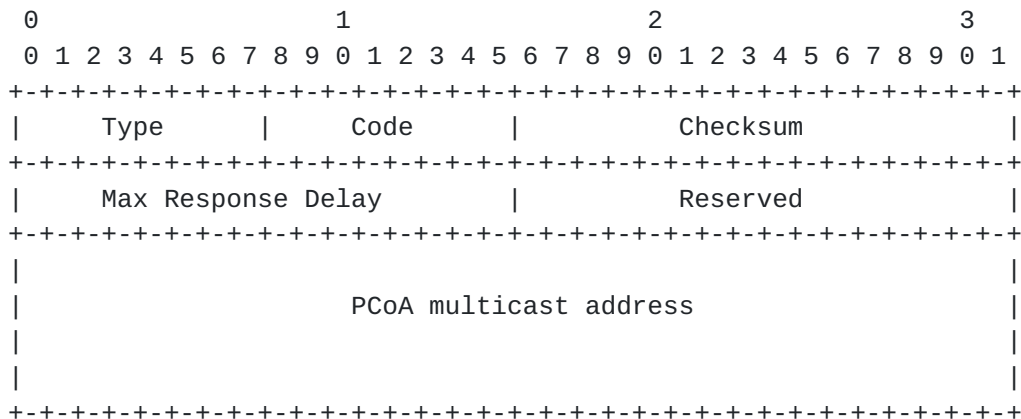 0                   1                   2                   3
 0 1 2 3 4 5 6 7 8 9 0 1 2 3 4 5 6 7 8 9 0 1 2 3 4 5 6 7 8 9 0 1
+-+-+-+-+-+-+-+-+-+-+-+-+-+-+-+-+-+-+-+-+-+-+-+-+-+-+-+-+-+-+-+-+
|     Type      |     Code      |          Checksum             |
+-+-+-+-+-+-+-+-+-+-+-+-+-+-+-+-+-+-+-+-+-+-+-+-+-+-+-+-+-+-+-+-+
|     Max Response Delay        |          Reserved             |
+-+-+-+-+-+-+-+-+-+-+-+-+-+-+-+-+-+-+-+-+-+-+-+-+-+-+-+-+-+-+-+-+
|                                                               |
|                     PCoA multicast address                    |
|                                                               |
|                                                               |
+-+-+-+-+-+-+-+-+-+-+-+-+-+-+-+-+-+-+-+-+-+-+-+-+-+-+-+-+-+-+-+-+